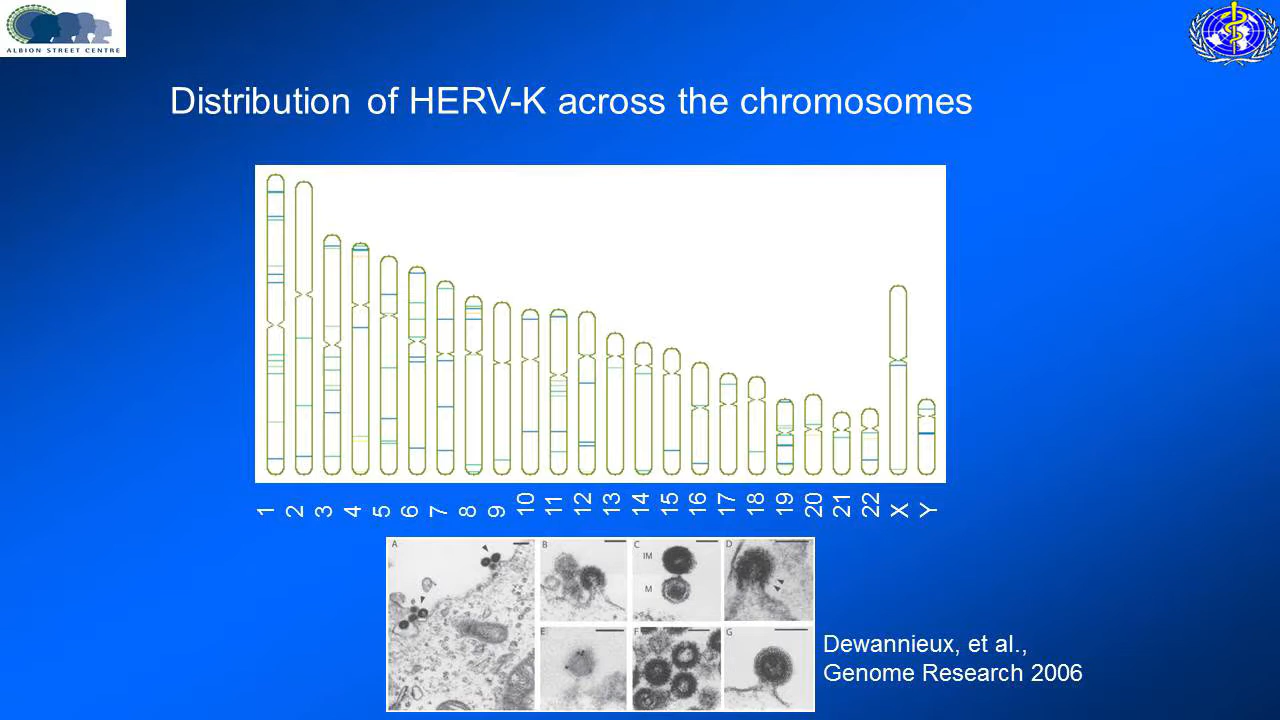 ALBION STREET CENTRE
Distribution of HERV-K across the chromosomes
1 2 3 4 5 6 7 8 9 10 11 12 13 14 15 16 17 18 19 20 21 22 X Y
A B C D
IM
M
E F G
Dewannieux, et al.,
Genome Research 2006